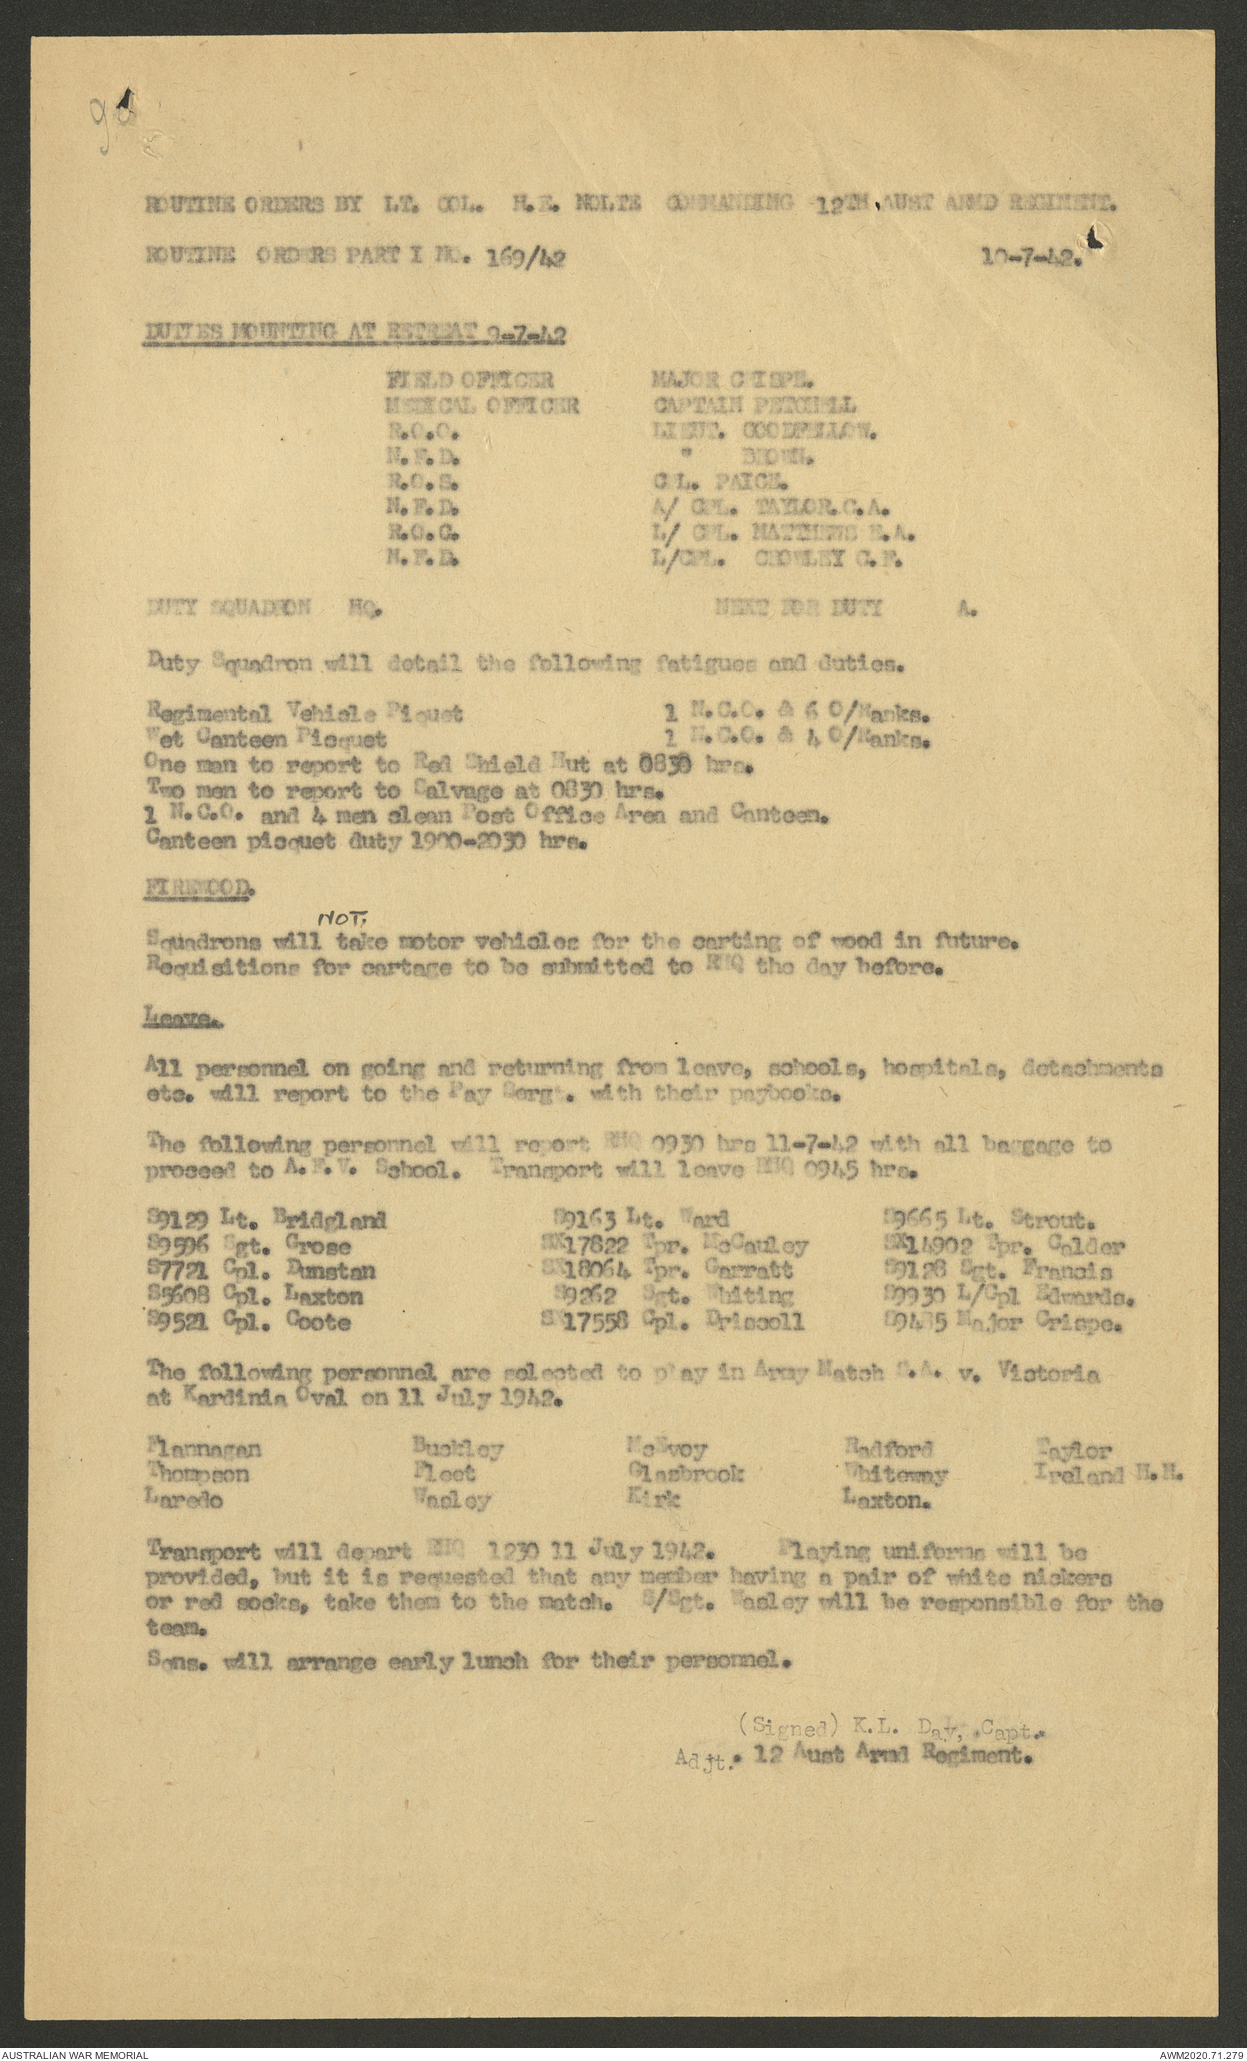 90
ROUTINE ORDERS BY LT. COL. H.E. NOLTE COMMANDING 12TH AUST ARMD REGIMENT.
ROUTINE ORDERS PART I NO. 169/42 10-7-42.
DUTIES MOUNTING AT RETREAT 9-7-42
FIELD OFFICER MAJOR CRISPE.
MEDICAL OFFICER CAPTAIN PETCHELL
R.O.O. LIEUT. GOODFELLOW.
N.F.D. " BROWN.
R.O.S. CPL. PAICE.
N.F.D. A/ CPL. TAYLOR.C.A.
R.O.C. L/ CPL. MATTHEWS E.A.
N.F.D. L/CPL. CROWLEY G.F.
DUTY SQUADRON HQ. NEXT FOR DUTY A.
Duty Squadron will detail the following fatigues and duties.
Regimental Vehicle Piquet 1 N.C.O. & 6 O/Ranks.
Wet Canteen Picquet 1 N.C.O. & 4 O/Ranks.
One man to report to Red Shield Hut at 0830 hrs.
Two men to report to Salvage at 0830 hrs.
1 N.C.O. and 4 men clean Post Office Area and Canteen.
Canteen picquet duty 1900-2030 hrs.
FIREWOOD.
NOT.
Squadrons will take motor vehicles for the carting of wood in future.
Requisitions for cartage to be submitted to RHQ the day before.
Leave.
All personnel on going and returning from leave, schools, hospitals, detachments
etc. will report to the Pay Sergt. with their paybooks.
The following personnel will report RHQ 0930 hrs 11-7-42 with all baggage to
proceed to A.F.V. School. Transport will leave RHQ 0945 hrs.
S9129 Lt. Bridgland S9163 Lt. Ward S9665 Lt. Strout.
S9596 Sgt. Grose SX17822 Tpr. McCauley SX14902 Tpr. Calder
S7721 Cpl. Dunstan SX18064 Tpr. Garratt S9128 Sgt. Francis
S5608 Cpl. Laxton S9262 Sgt. Whiting S9930 L/Cpl Edwards.
S9521 Cpl. Coote SX17558 Cpl. Driscoll S9485 Major Crispe.
The following personnel are selected to play in Army Match S.A. v. Victoria
at Kardinia Oval on 11 July 1942.
Flannagan Buckley McEvoy Radford Taylor
Thompson Fleet Glasbrook Whiteway Ireland H.H.
Laredo Wasley Kirk Laxton.
Transport will depart RHQ 1230 11 July 1942. Playing uniforms will be
provided, but it is requested that any member having a pair of white nickers
or red socks, take them to the match. S/Sgt. Wasley will be responsible for the
team.
Sqns. will arrange early lunch for their personnel.
(Signed) K.L. Day, Capt.
Adjt. 12 Aust Armd Regiment.
AUSTRALIAN WAR MEMORIAL AWM2020.71.279